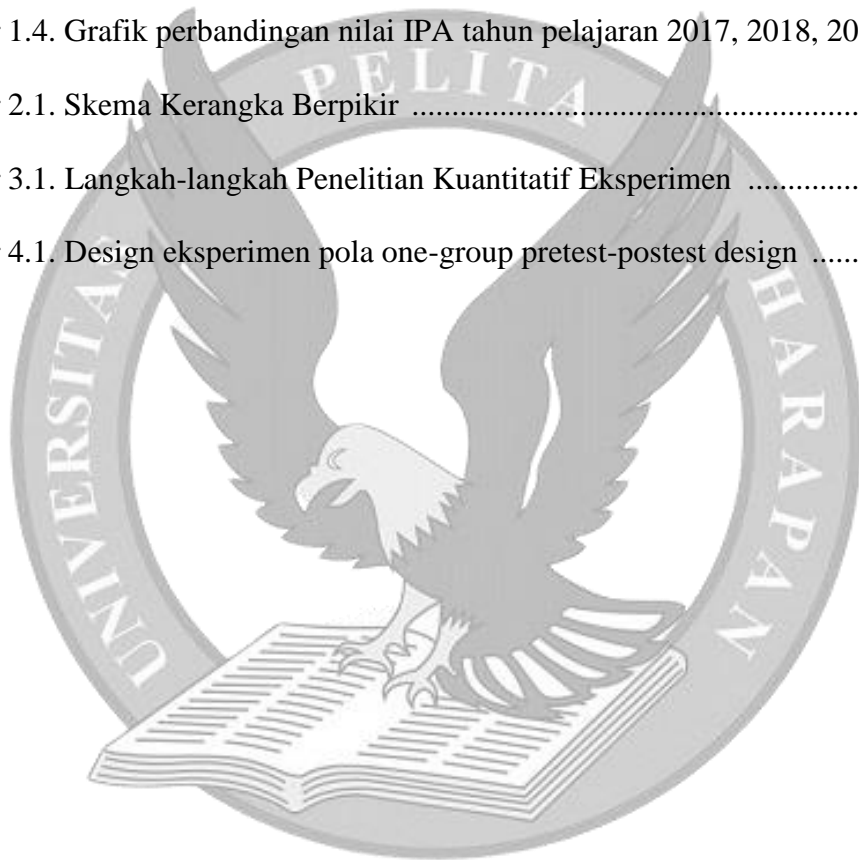 r 1.4. Grafik perbandingan nilai IPA tahun pelajaran 2017, 2018, 20
r 2.1. Skema Kerangka Berpikir ................................................
r 3.1. Langkah-langkah Penelitian Kuantitatif Eksperimen .............
r 4.1. Design eksperimen pola one-group pretest-postest design ......
UNIVERSITAS PELITA HARAPAN